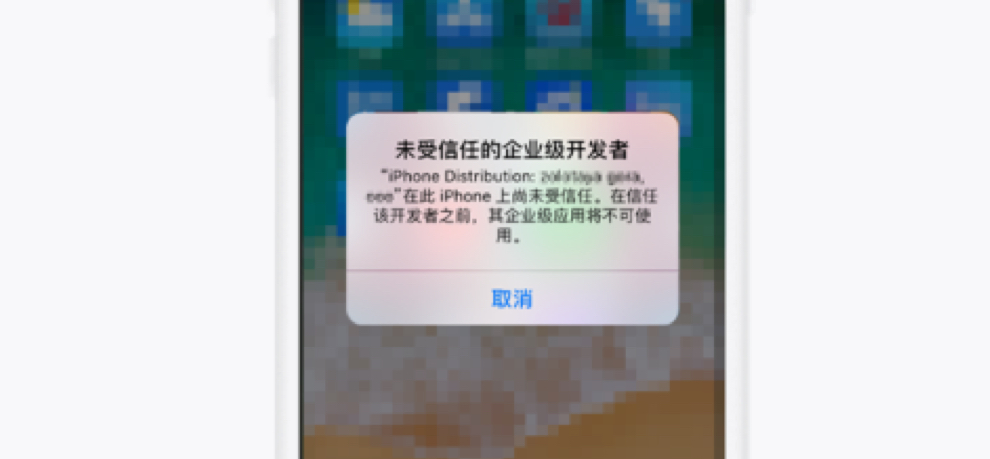 未受信任的企业级开发者
“iPhone Distribution:
”在此 iPhone 上尚未受信任。在信任
该开发者之前，其企业级应用将不可使
用。
取消